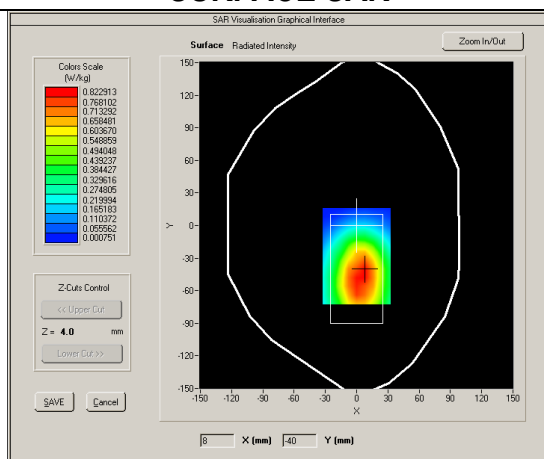 SAR Visualisation Graphical Interface
Surface Radiated Intensity
Zoom In/Out
Colors Scale
(W/kg)
0.822913
0.768102
0.713292
0.658481
0.603670
0.548859
0.494048
0.439237
0.384427
0.329616
0.274805
0.219994
0.165183
0.110372
0.055562
0.000751
150-
120-
90-
60-
30-
0-
-30-
-60-
-90-
-120-
-150-
Y
-150 -120 -90 -60 -30 0 30 60 90 120 150
X
Z-Cuts Control
<< Upper Cut
Z = 4.0 mm
Lower Cut >>
SAVE Cancel
8 X (mm) -40 Y (mm)